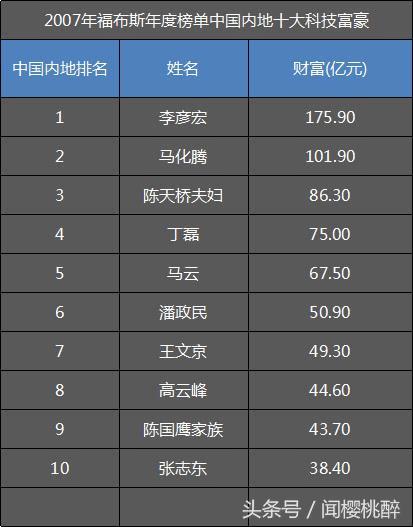 2007年福布斯年度榜单中国内地十大科技富豪
中国内地排名 姓名 财富(亿元)
1 李彦宏 175.90
2 马化腾 101.90
3 陈天桥夫妇 86.30
4 丁磊 75.00
5 马云 67.50
6 潘政民 50.90
7 王文京 49.30
8 高云峰 44.60
9 陈国鹰家族 43.70
10 张志东 38.40
头条号 / 闻樱桃醉